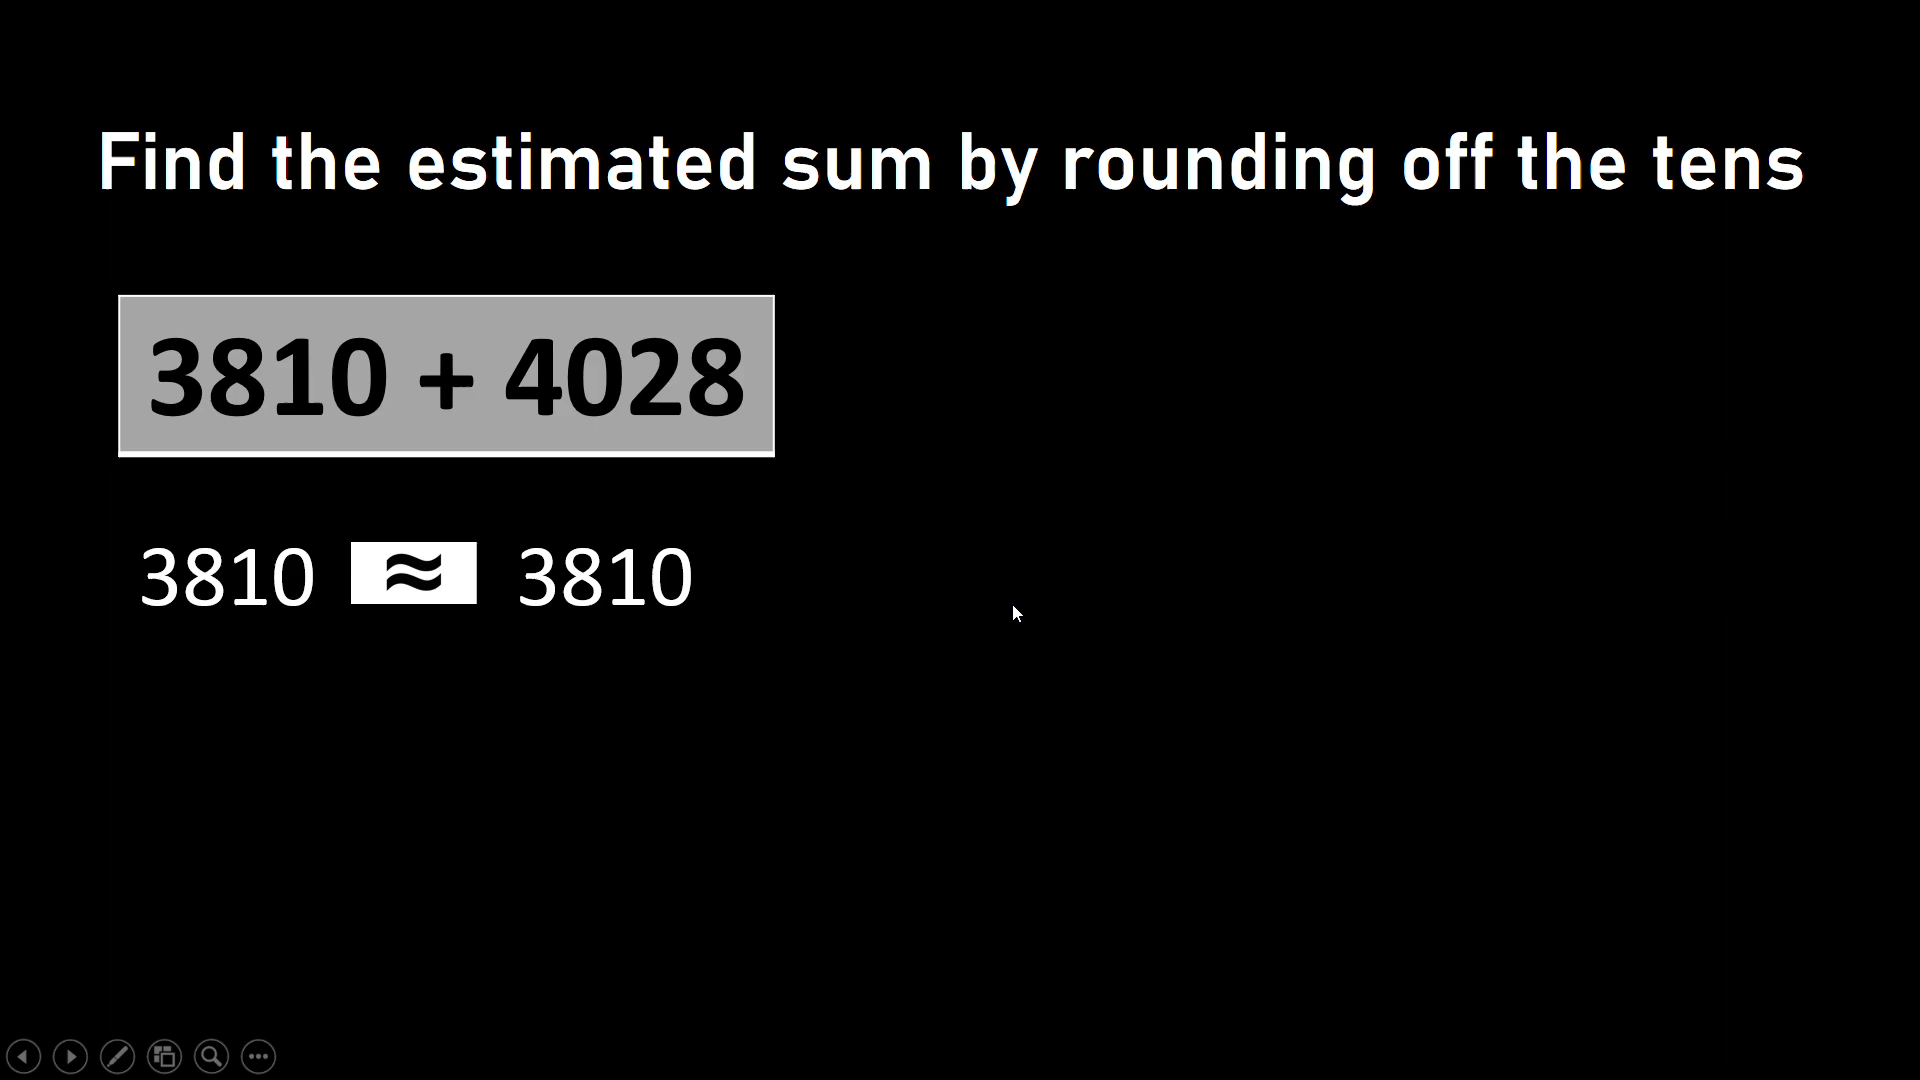 Find the estimated sum by rounding off the tens
3810 + 4028
3810 ≈ 3810